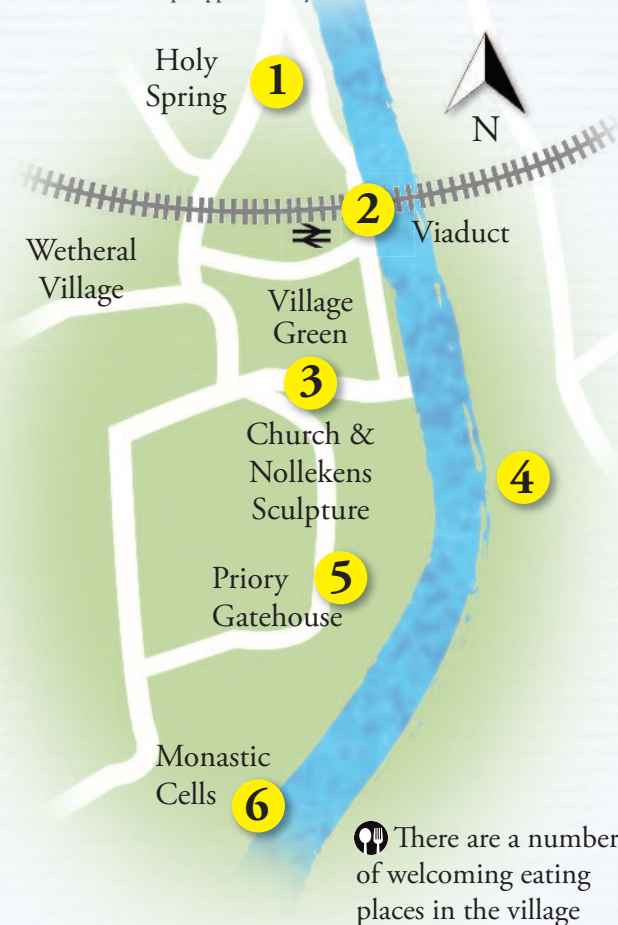 Holy
Spring
1
N
2
Viaduct
Wetheral
Village
Village
Green
3
Church &
Nollekens
Sculpture
4
Priory
Gatehouse
5
Monastic
Cells
6
There are a number
of welcoming eating
places in the village